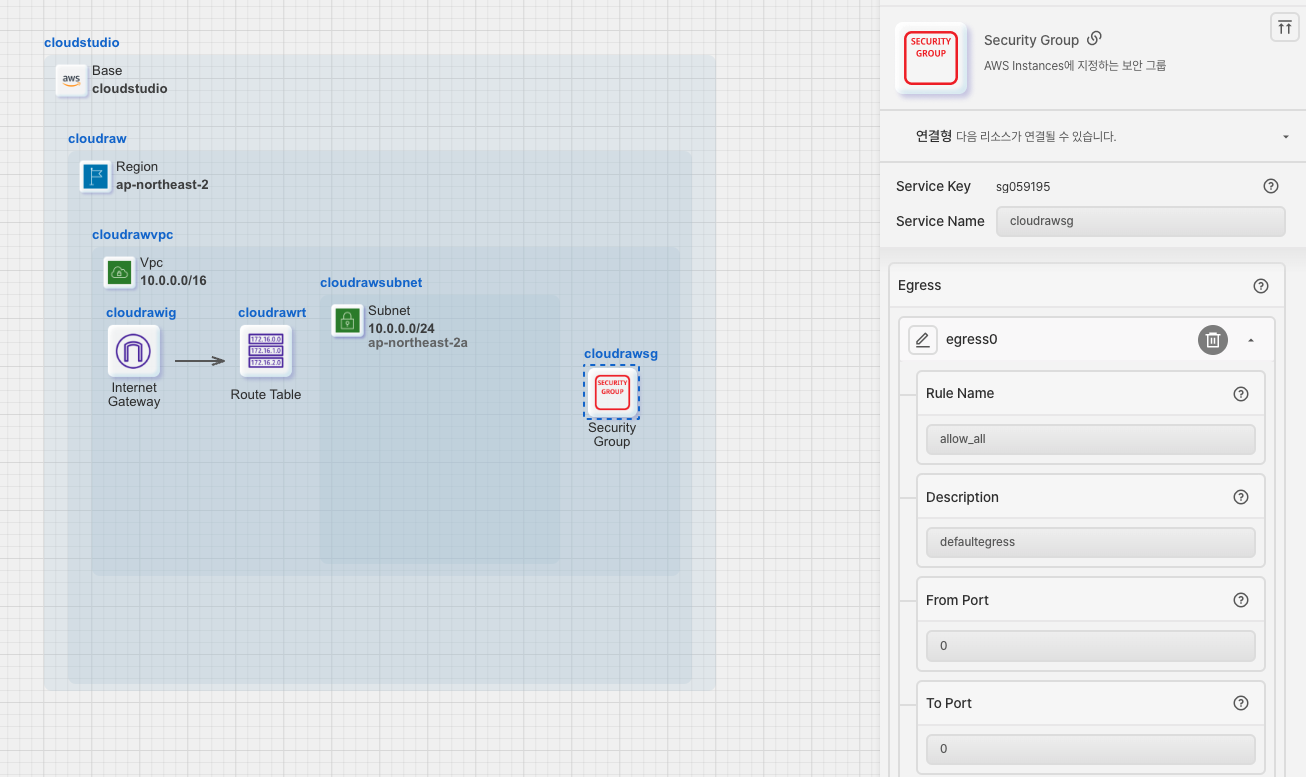 cloudstudio
aws
Base
cloudstudio
cloudraw
Region
ap-northeast-2
cloudrawvpc
Vpc
10.0.0.0/16
cloudrawig
Internet
Gateway
cloudrawrt
172.16.0.0
172.16.1.0
172.16.2.0
Route Table
cloudrawsubnet
Subnet
10.0.0.0/24
ap-northeast-2a
cloudrawsg
SECURITY
GROUP
Security
Group
SECURITY
GROUP
Security Group
AWS Instances에 지정하는 보안 그룹
연결형 다음 리소스가 연결될 수 있습니다.
Service Key sg059195
Service Name cloudrawsg
Egress
egress0
Rule Name
allow_all
Description
defaultegress
From Port
0
To Port
0